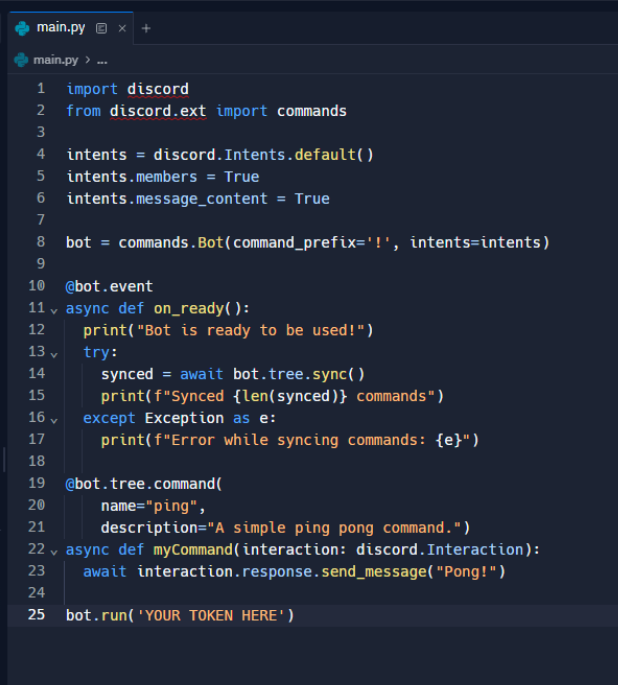 main.py
main.py > ...
1 import discord
2 from discord.ext import commands
3
4 intents = discord.Intents.default()
5 intents.members = True
6 intents.message_content = True
7
8 bot = commands.Bot(command_prefix='!', intents=intents)
9
10 @bot.event
11 async def on_ready():
12   print("Bot is ready to be used!")
13   try:
14     synced = await bot.tree.sync()
15     print(f"Synced {len(synced)} commands")
16   except Exception as e:
17     print(f"Error while syncing commands: {e}")
18
19 @bot.tree.command(
20     name="ping",
21     description="A simple ping pong command.")
22 async def myCommand(interaction: discord.Interaction):
23   await interaction.response.send_message("Pong!")
24
25 bot.run('YOUR TOKEN HERE')